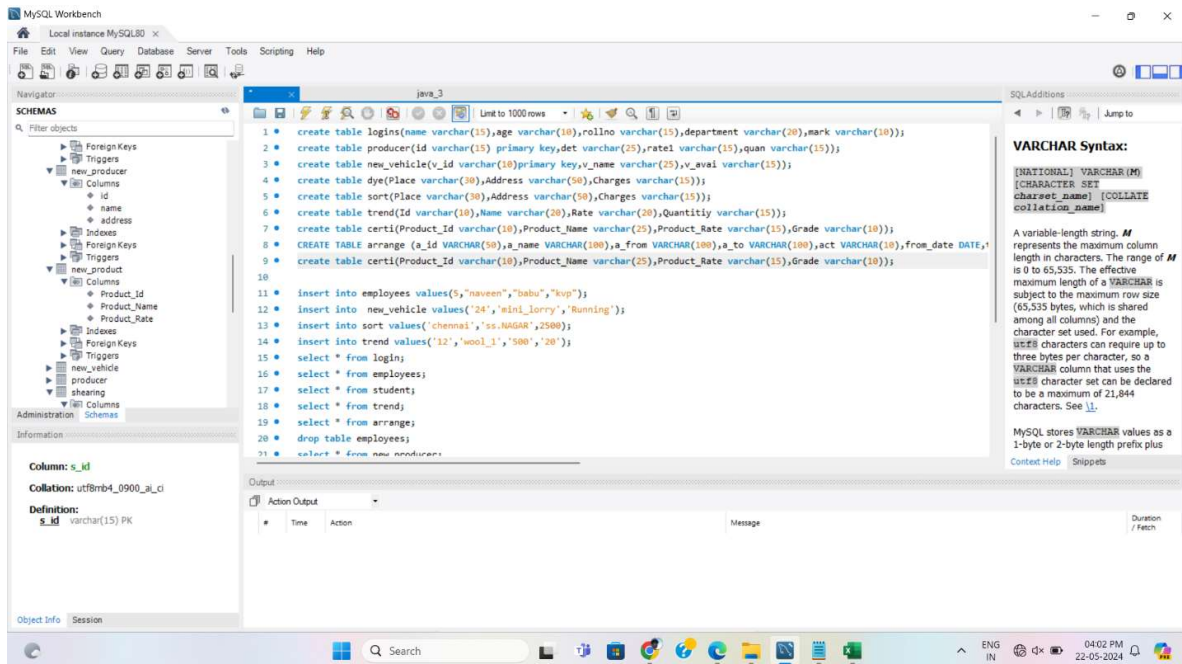 MySQL Workbench
Local instance MySQL80 ×
File Edit View Query Database Server Tools Scripting Help
Navigator
SCHEMAS
Filter objects
Foreign Keys
Triggers
new_producer
Columns
id
name
address
Indexes
Foreign Keys
Triggers
new_product
Columns
Product_Id
Product_Name
Product_Rate
Indexes
Foreign Keys
Triggers
new_vehicle
producer
shearing
Columns
Administration Schemas
Information
Column: s_id
Collation: utf8mb4_0900_ai_ci
Definition:
s_id varchar(15) PK
Object Info Session
java_3
Limit to 1000 rows
1 create table logins(name varchar(15),age varchar(10),rollno varchar(15),department varchar(20),mark varchar(10));
2 create table producer(id varchar(15) primary key,det varchar(25),rate1 varchar(15),quan varchar(15));
3 create table new_vehicle(v_id varchar(10)primary key,v_name varchar(25),v_avai varchar(15));
4 create table dye(Place varchar(30),Address varchar(50),Charges varchar(15));
5 create table sort(Place varchar(30),Address varchar(50),Charges varchar(15));
6 create table trend(Id varchar(10),Name varchar(20),Rate varchar(20),Quantitiy varchar(15));
7 create table certi(Product_Id varchar(10),Product_Name varchar(25),Product_Rate varchar(15),Grade varchar(10));
8 CREATE TABLE arrange (a_id VARCHAR(50),a_name VARCHAR(100),a_from VARCHAR(100),a_to VARCHAR(100),act VARCHAR(10),from_date DATE,
9 create table certi(Product_Id varchar(10),Product_Name varchar(25),Product_Rate varchar(15),Grade varchar(10));
10
11 insert into employees values(5,"naveen","babu","kvp");
12 insert into new_vehicle values('24','mini_lorry','Running');
13 insert into sort values('chennai','ss.NAGAR',2500);
14 insert into trend values('12','wool_1','500','20');
15 select * from login;
16 select * from employees;
17 select * from student;
18 select * from trend;
19 select * from arrange;
20 drop table employees;
21 select * from new_producer;
Output
Action Output
# Time Action Message Duration / Fetch
SQLAdditions
Jump to
VARCHAR Syntax:
[NATIONAL] VARCHAR(M)
[CHARACTER SET
charset_name] [COLLATE
collation_name]
A variable-length string. M
represents the maximum column
length in characters. The range of M
is 0 to 65,535. The effective
maximum length of a VARCHAR is
subject to the maximum row size
(65,535 bytes, which is shared
among all columns) and the
character set used. For example,
utf8 characters can require up to
three bytes per character, so a
VARCHAR column that uses the
utf8 character set can be declared
to be a maximum of 21,844
characters. See \1.
MySQL stores VARCHAR values as a
1-byte or 2-byte length prefix plus
Context Help Snippets
Search
ENG
IN
04:02 PM
22-05-2024